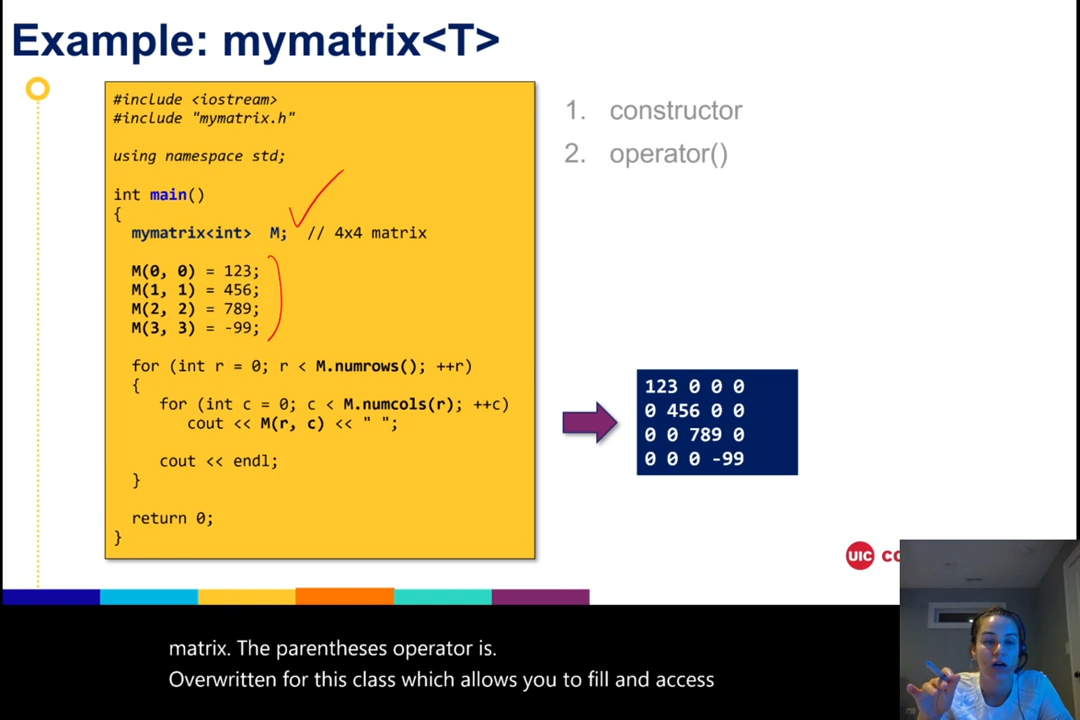 Example: mymatrix<T>
#include <iostream>
#include "mymatrix.h"
using namespace std;
int main()
{
mymatrix<int> M; // 4x4 matrix
M(0, 0) = 123;
M(1, 1) = 456;
M(2, 2) = 789;
M(3, 3) = -99;
for (int r = 0; r < M.numrows(); ++r)
{
for (int c = 0; c < M.numcols(r); ++c)
cout << M(r, c) << " ";
cout << endl;
}
return 0;
}
1. constructor
2. operator()
123 0 0 0
0 456 0 0
0 0 789 0
0 0 0 -99
UIC
matrix. The parentheses operator is.
Overwritten for this class which allows you to fill and access